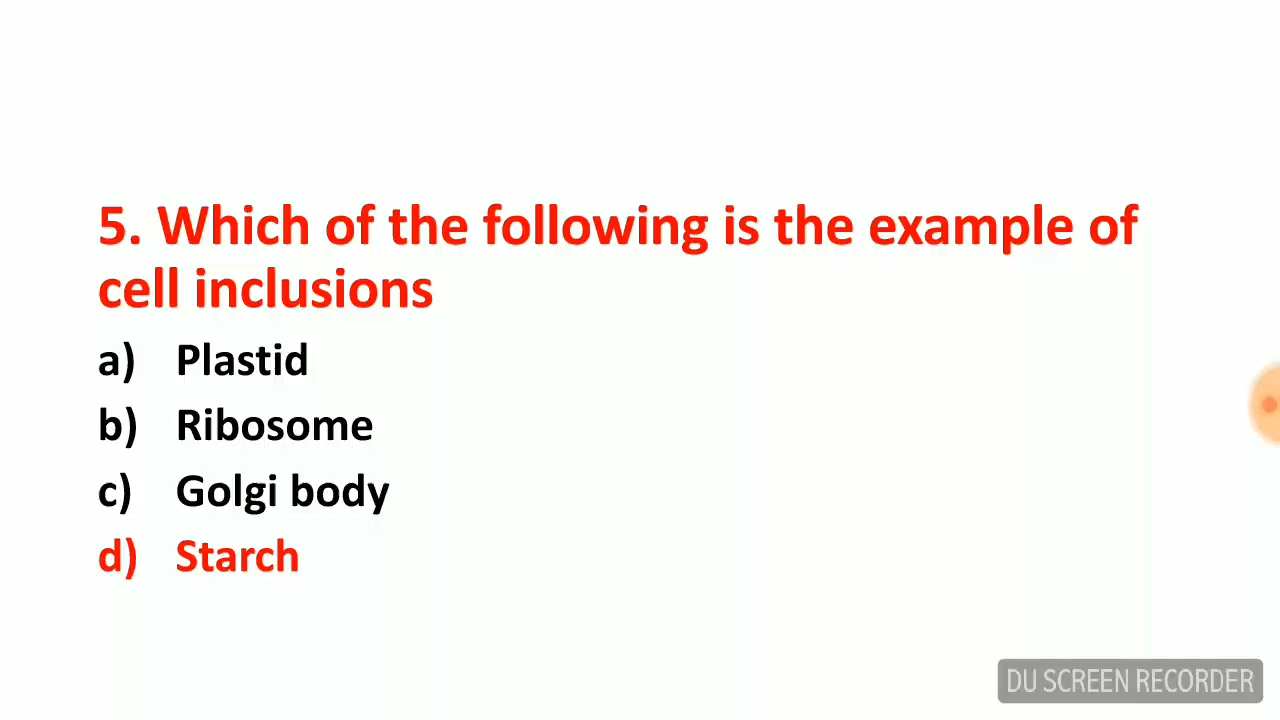 5. Which of the following is the example of
cell inclusions
a) Plastid
b) Ribosome
c) Golgi body
d) Starch
DU SCREEN RECORDER